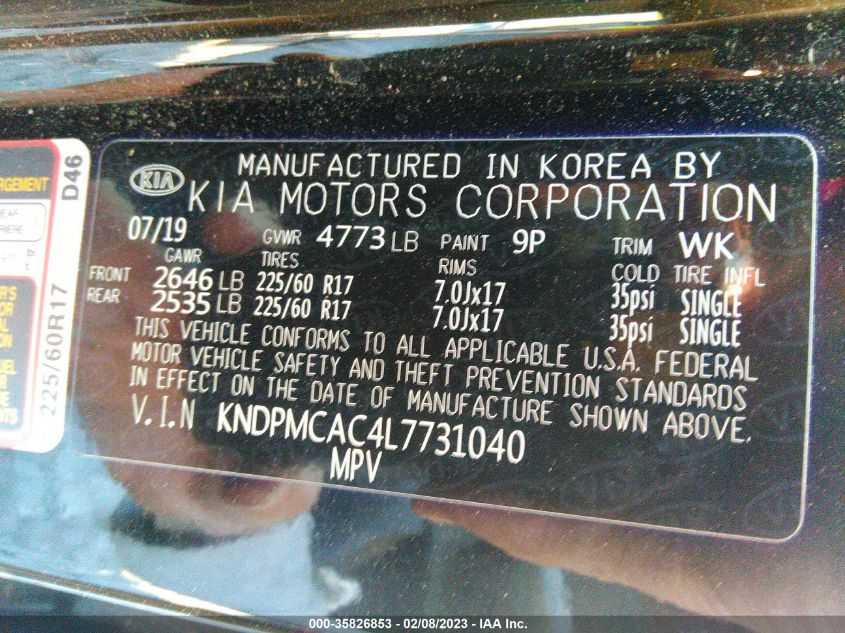 MANUFACTURED IN KOREA BY
KIA KIA MOTORS CORPORATION
07/19 GVWR 4773 LB PAINT 9P TRIM WK
GAWR TIRES RIMS COLD TIRE INFL
FRONT 2646 LB 225/60 R17 7.0Jx17 35psi SINGLE
REAR 2535 LB 225/60 R17 7.0Jx17 35psi SINGLE
THIS VEHICLE CONFORMS TO ALL APPLICABLE U.S.A. FEDERAL
MOTOR VEHICLE SAFETY AND THEFT PREVENTION STANDARDS
IN EFFECT ON THE DATE OF MANUFACTURE SHOWN ABOVE.
V.I.N KNDPMCAC4L7731040
MPV
D46
225/60R17
000-35826853 / 02/08/2023 - IAA Inc.